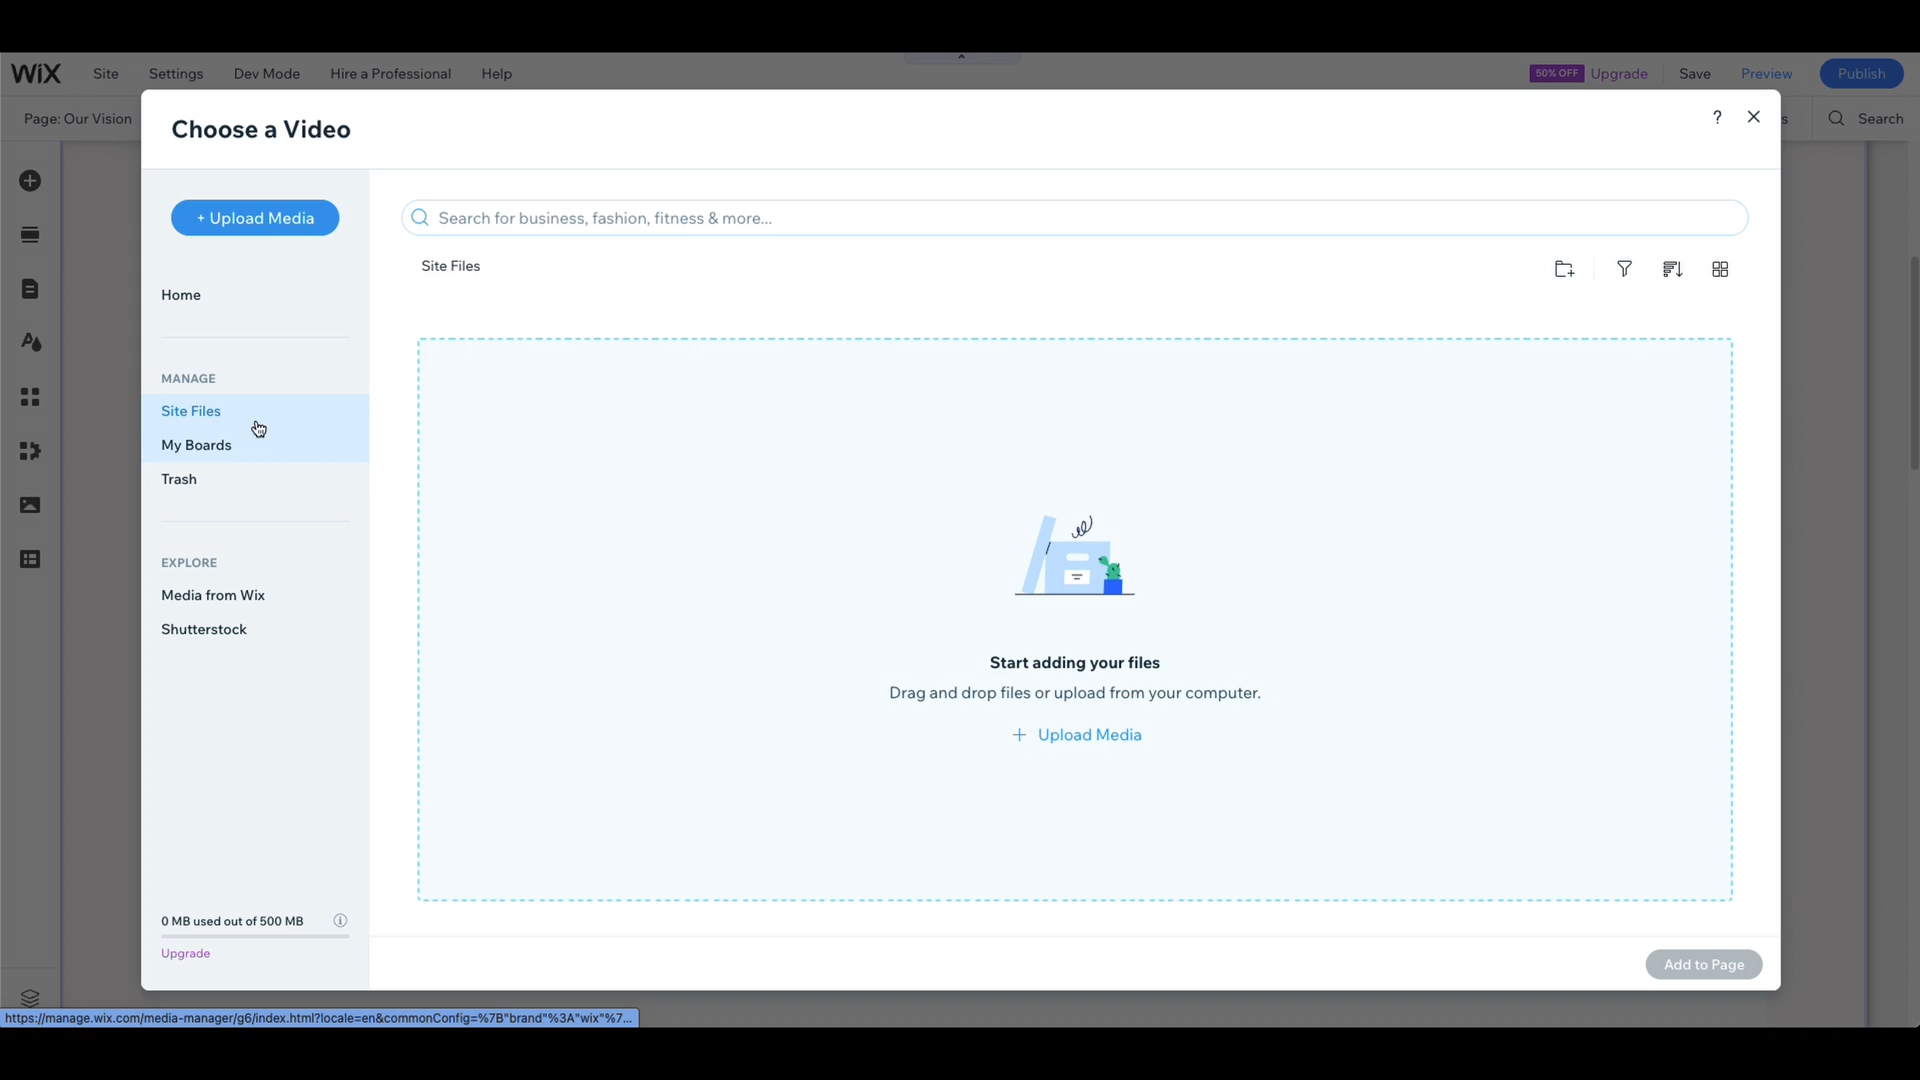 WIX Site Settings Dev Mode Hire a Professional Help 50% OFF Upgrade Save Preview Publish
Page: Our Vision
s Search
Choose a Video
?
+ Upload Media
Search for business, fashion, fitness & more...
Site Files
Home
MANAGE
Site Files
My Boards
Trash
EXPLORE
Media from Wix
Shutterstock
Start adding your files
Drag and drop files or upload from your computer.
+ Upload Media
0 MB used out of 500 MB
Upgrade
Add to Page
https://manage.wix.com/media-manager/g6/index.html?locale=en&commonConfig=%7B"brand"%3A"wix"%7...